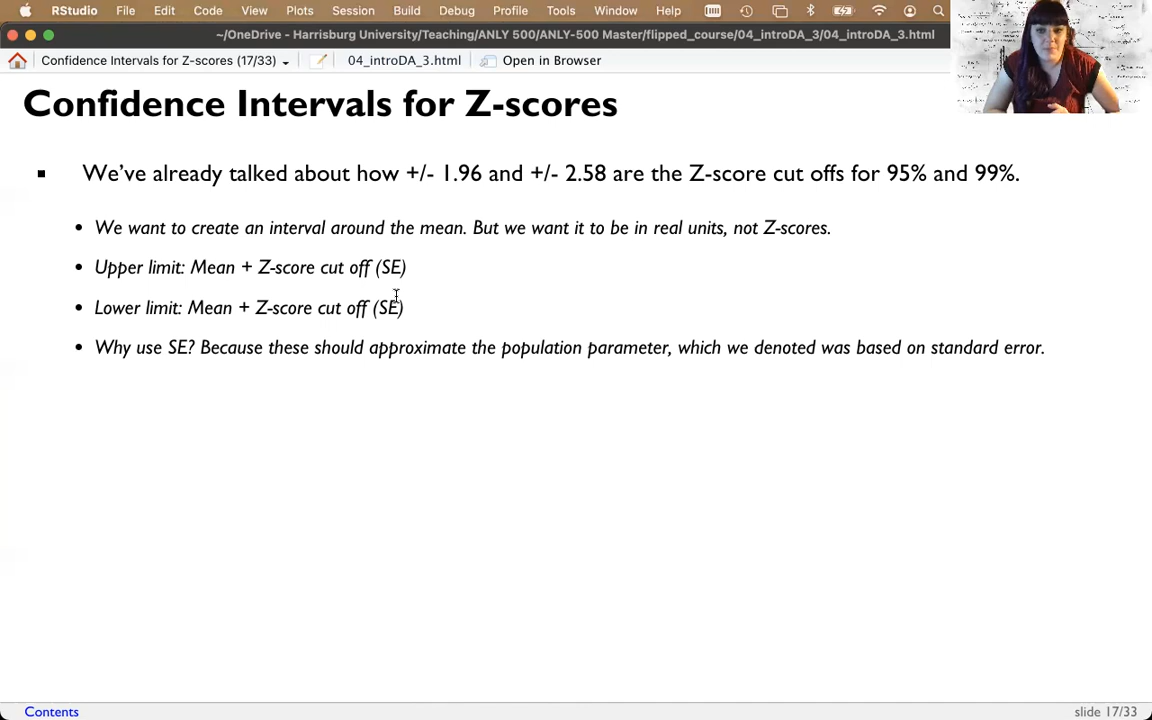 RStudio File Edit Code View Plots Session Build Debug Profile Tools Window Help
~/OneDrive - Harrisburg University/Teaching/ANLY 500/ANLY-500 Master/flipped_course/04_introDA_3/04_introDA_3.html
Confidence Intervals for Z-scores (17/33) 04_introDA_3.html Open in Browser
Confidence Intervals for Z-scores
We've already talked about how +/- 1.96 and +/- 2.58 are the Z-score cut offs for 95% and 99%.
We want to create an interval around the mean. But we want it to be in real units, not Z-scores.
Upper limit: Mean + Z-score cut off (SE)
Lower limit: Mean + Z-score cut off (SE)
Why use SE? Because these should approximate the population parameter, which we denoted was based on standard error.
Contents slide 17/33